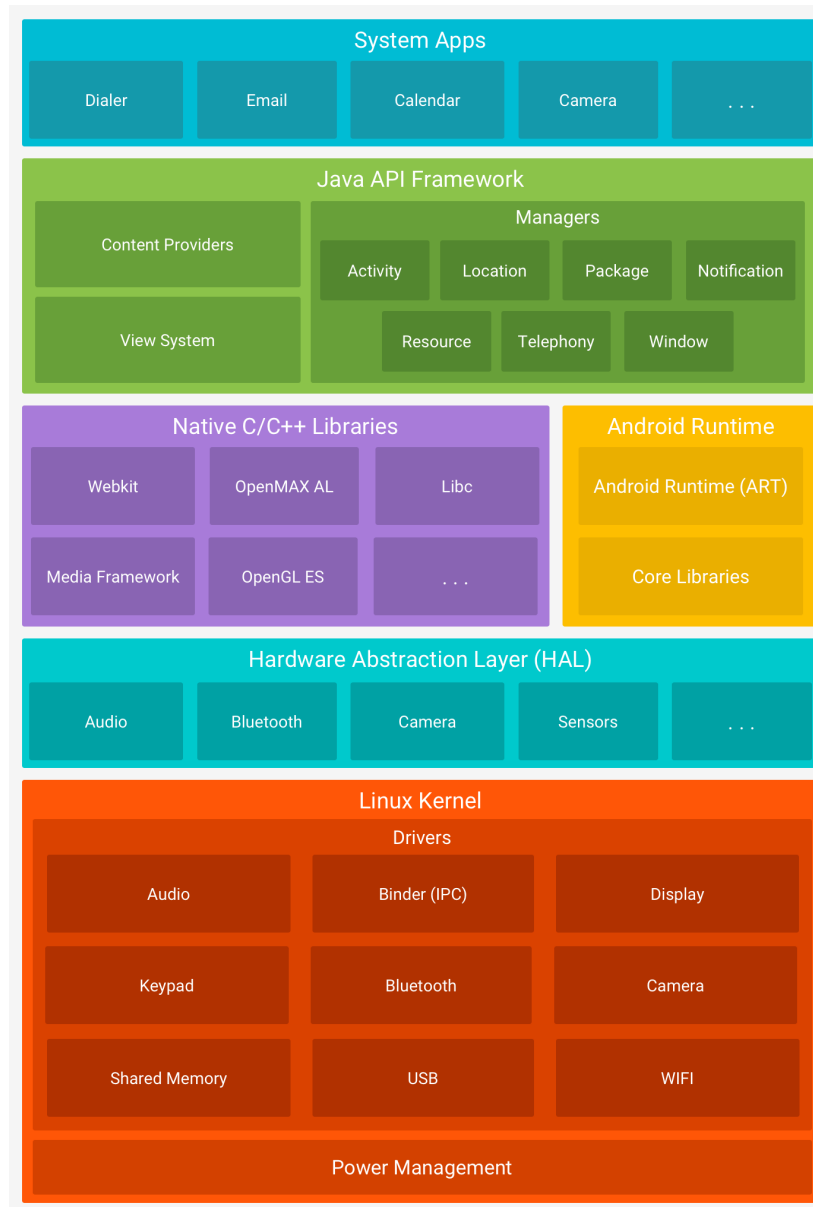 System Apps
Dialer
Email
Calendar
Camera
. . .
Java API Framework
Content Providers
View System
Managers
Activity
Location
Package
Notification
Resource
Telephony
Window
Native C/C++ Libraries
Webkit
OpenMAX AL
Libc
Media Framework
OpenGL ES
. . .
Android Runtime
Android Runtime (ART)
Core Libraries
Hardware Abstraction Layer (HAL)
Audio
Bluetooth
Camera
Sensors
. . .
Linux Kernel
Drivers
Audio
Binder (IPC)
Display
Keypad
Bluetooth
Camera
Shared Memory
USB
WIFI
Power Management